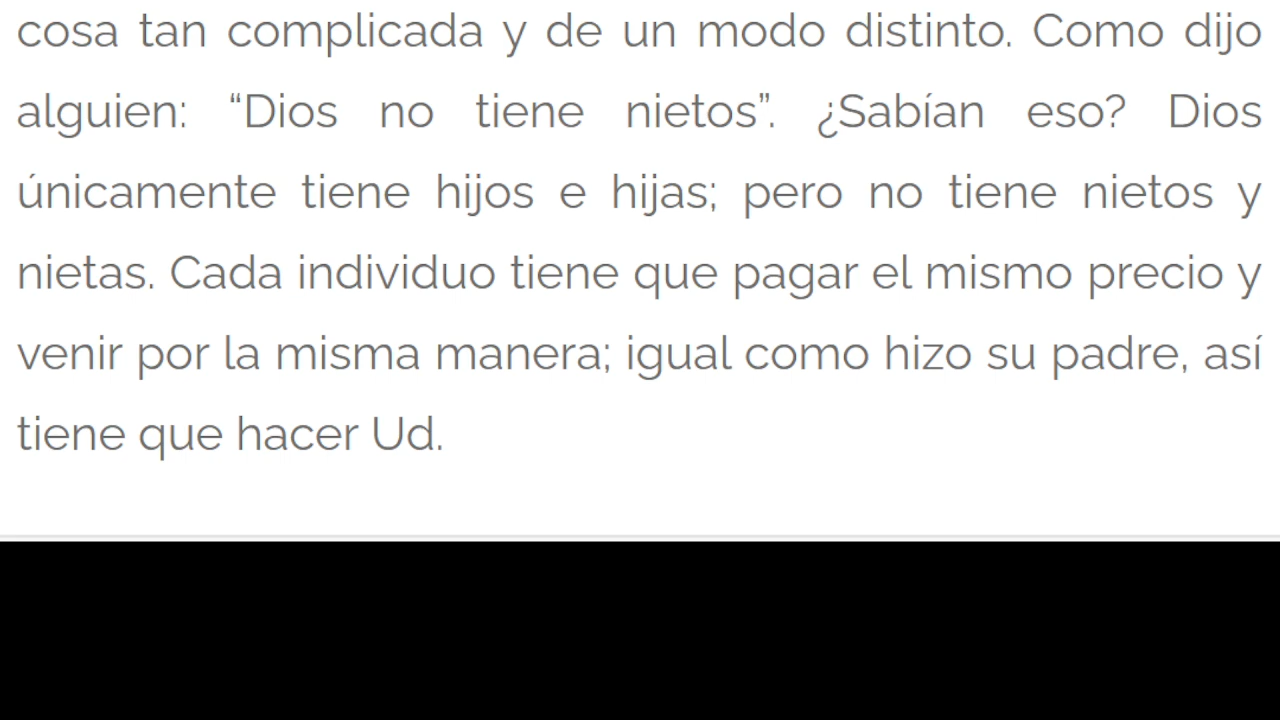 cosa tan complicada y de un modo distinto. Como dijo
alguien: “Dios no tiene nietos”. ¿Sabían eso? Dios
únicamente tiene hijos e hijas; pero no tiene nietos y
nietas. Cada individuo tiene que pagar el mismo precio y
venir por la misma manera; igual como hizo su padre, así
tiene que hacer Ud.